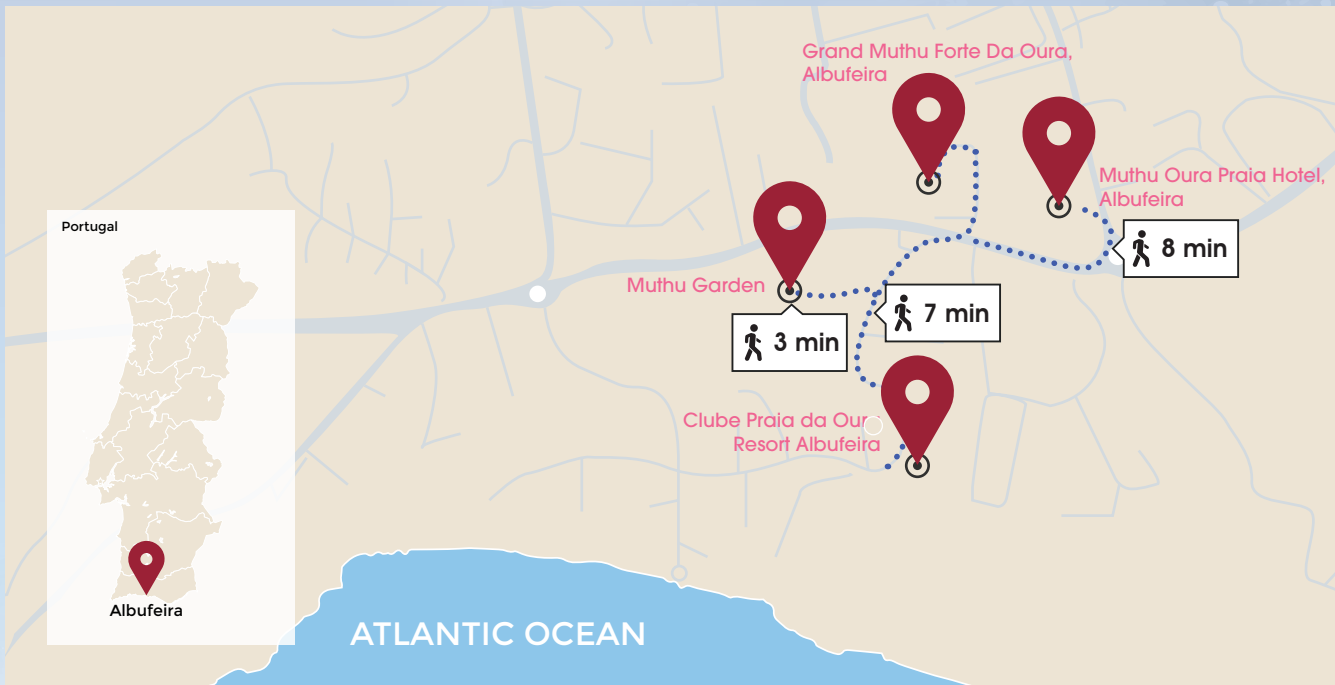 Grand Muthu Forte Da Oura,
Albufeira
Muthu Oura Praia Hotel,
Albufeira
8 min
Portugal
Muthu Garden
7 min
3 min
Clube Praia da Oura
Resort Albufeira
Albufeira
ATLANTIC OCEAN